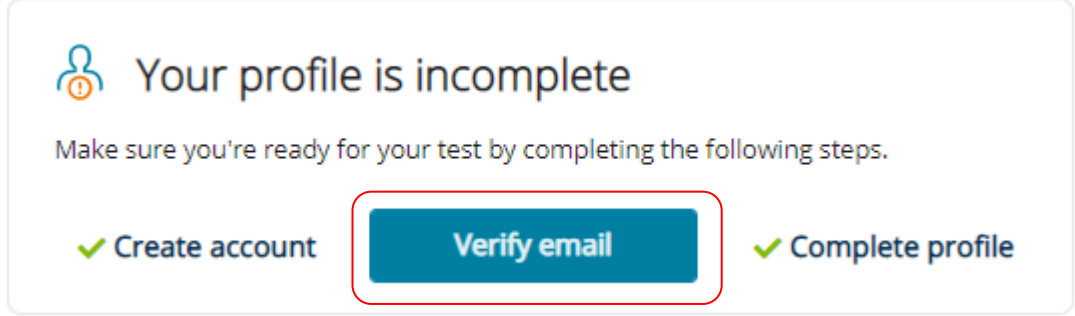 Your profile is incomplete
Make sure you're ready for your test by completing the following steps.
Create account Verify email Complete profile